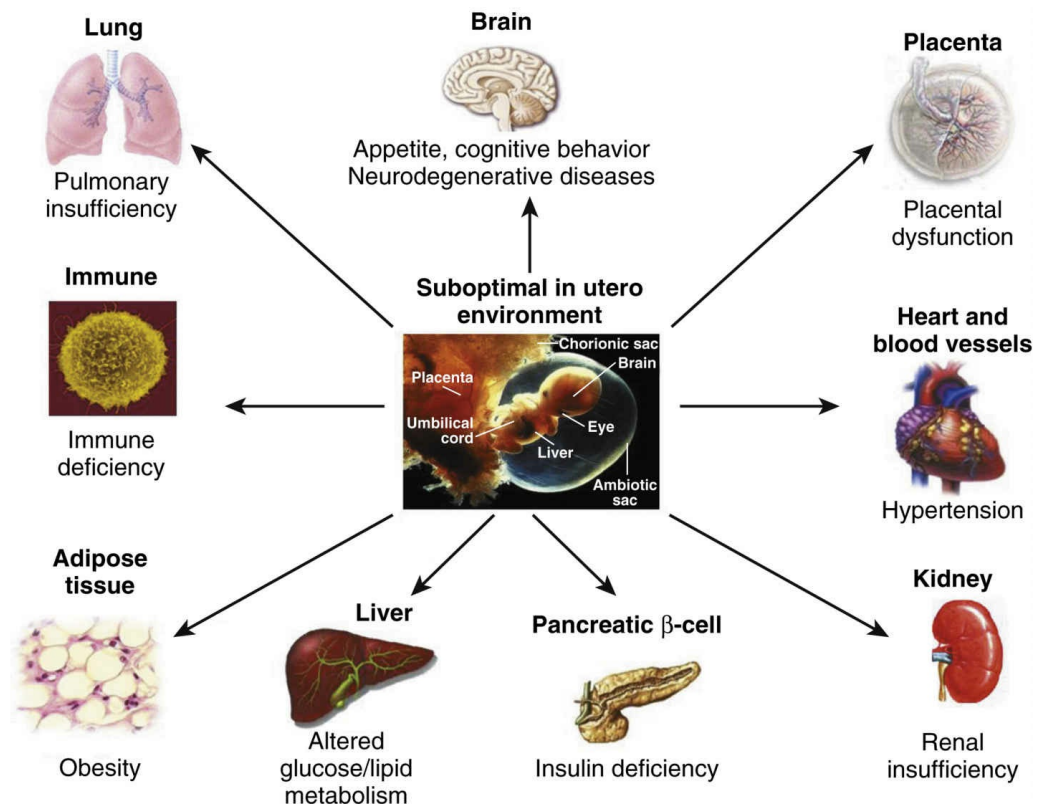 Lung
Pulmonary
insufficiency
Brain
Appetite, cognitive behavior
Neurodegenerative diseases
Placenta
Placental
dysfunction
Immune
Immune
deficiency
Suboptimal in utero
environment
Chorionic sac
Brain
Placenta
Umbilical
cord
Eye
Liver
Ambiotic
sac
Heart and
blood vessels
Hypertension
Adipose
tissue
Obesity
Liver
Altered
glucose/lipid
metabolism
Pancreatic β-cell
Insulin deficiency
Kidney
Renal
insufficiency